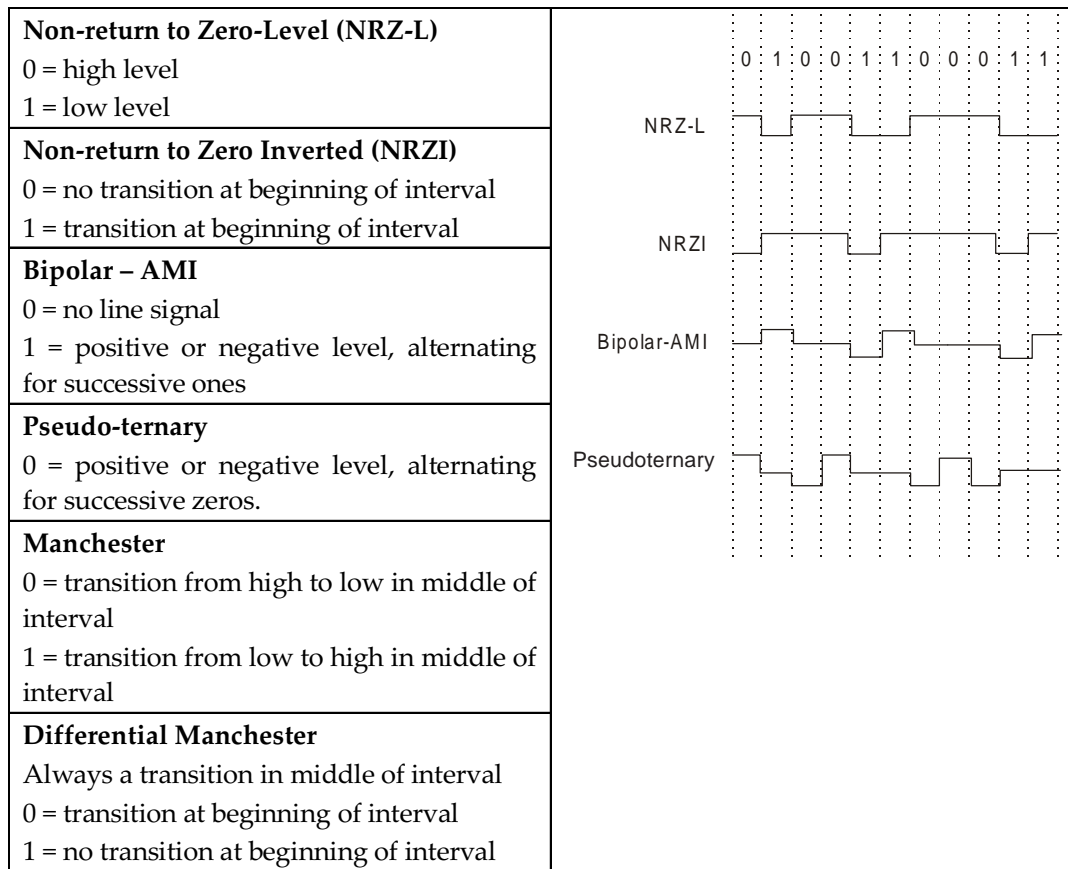 Non-return to Zero-Level (NRZ-L)
0 = high level
1 = low level
Non-return to Zero Inverted (NRZI)
0 = no transition at beginning of interval
1 = transition at beginning of interval
Bipolar – AMI
0 = no line signal
1 = positive or negative level, alternating
for successive ones
Pseudo-ternary
0 = positive or negative level, alternating
for successive zeros.
Manchester
0 = transition from high to low in middle of
interval
1 = transition from low to high in middle of
interval
Differential Manchester
Always a transition in middle of interval
0 = transition at beginning of interval
1 = no transition at beginning of interval
0 1 0 0 1 1 0 0 0 1 1
NRZ-L
NRZI
Bipolar-AMI
Pseudoternary